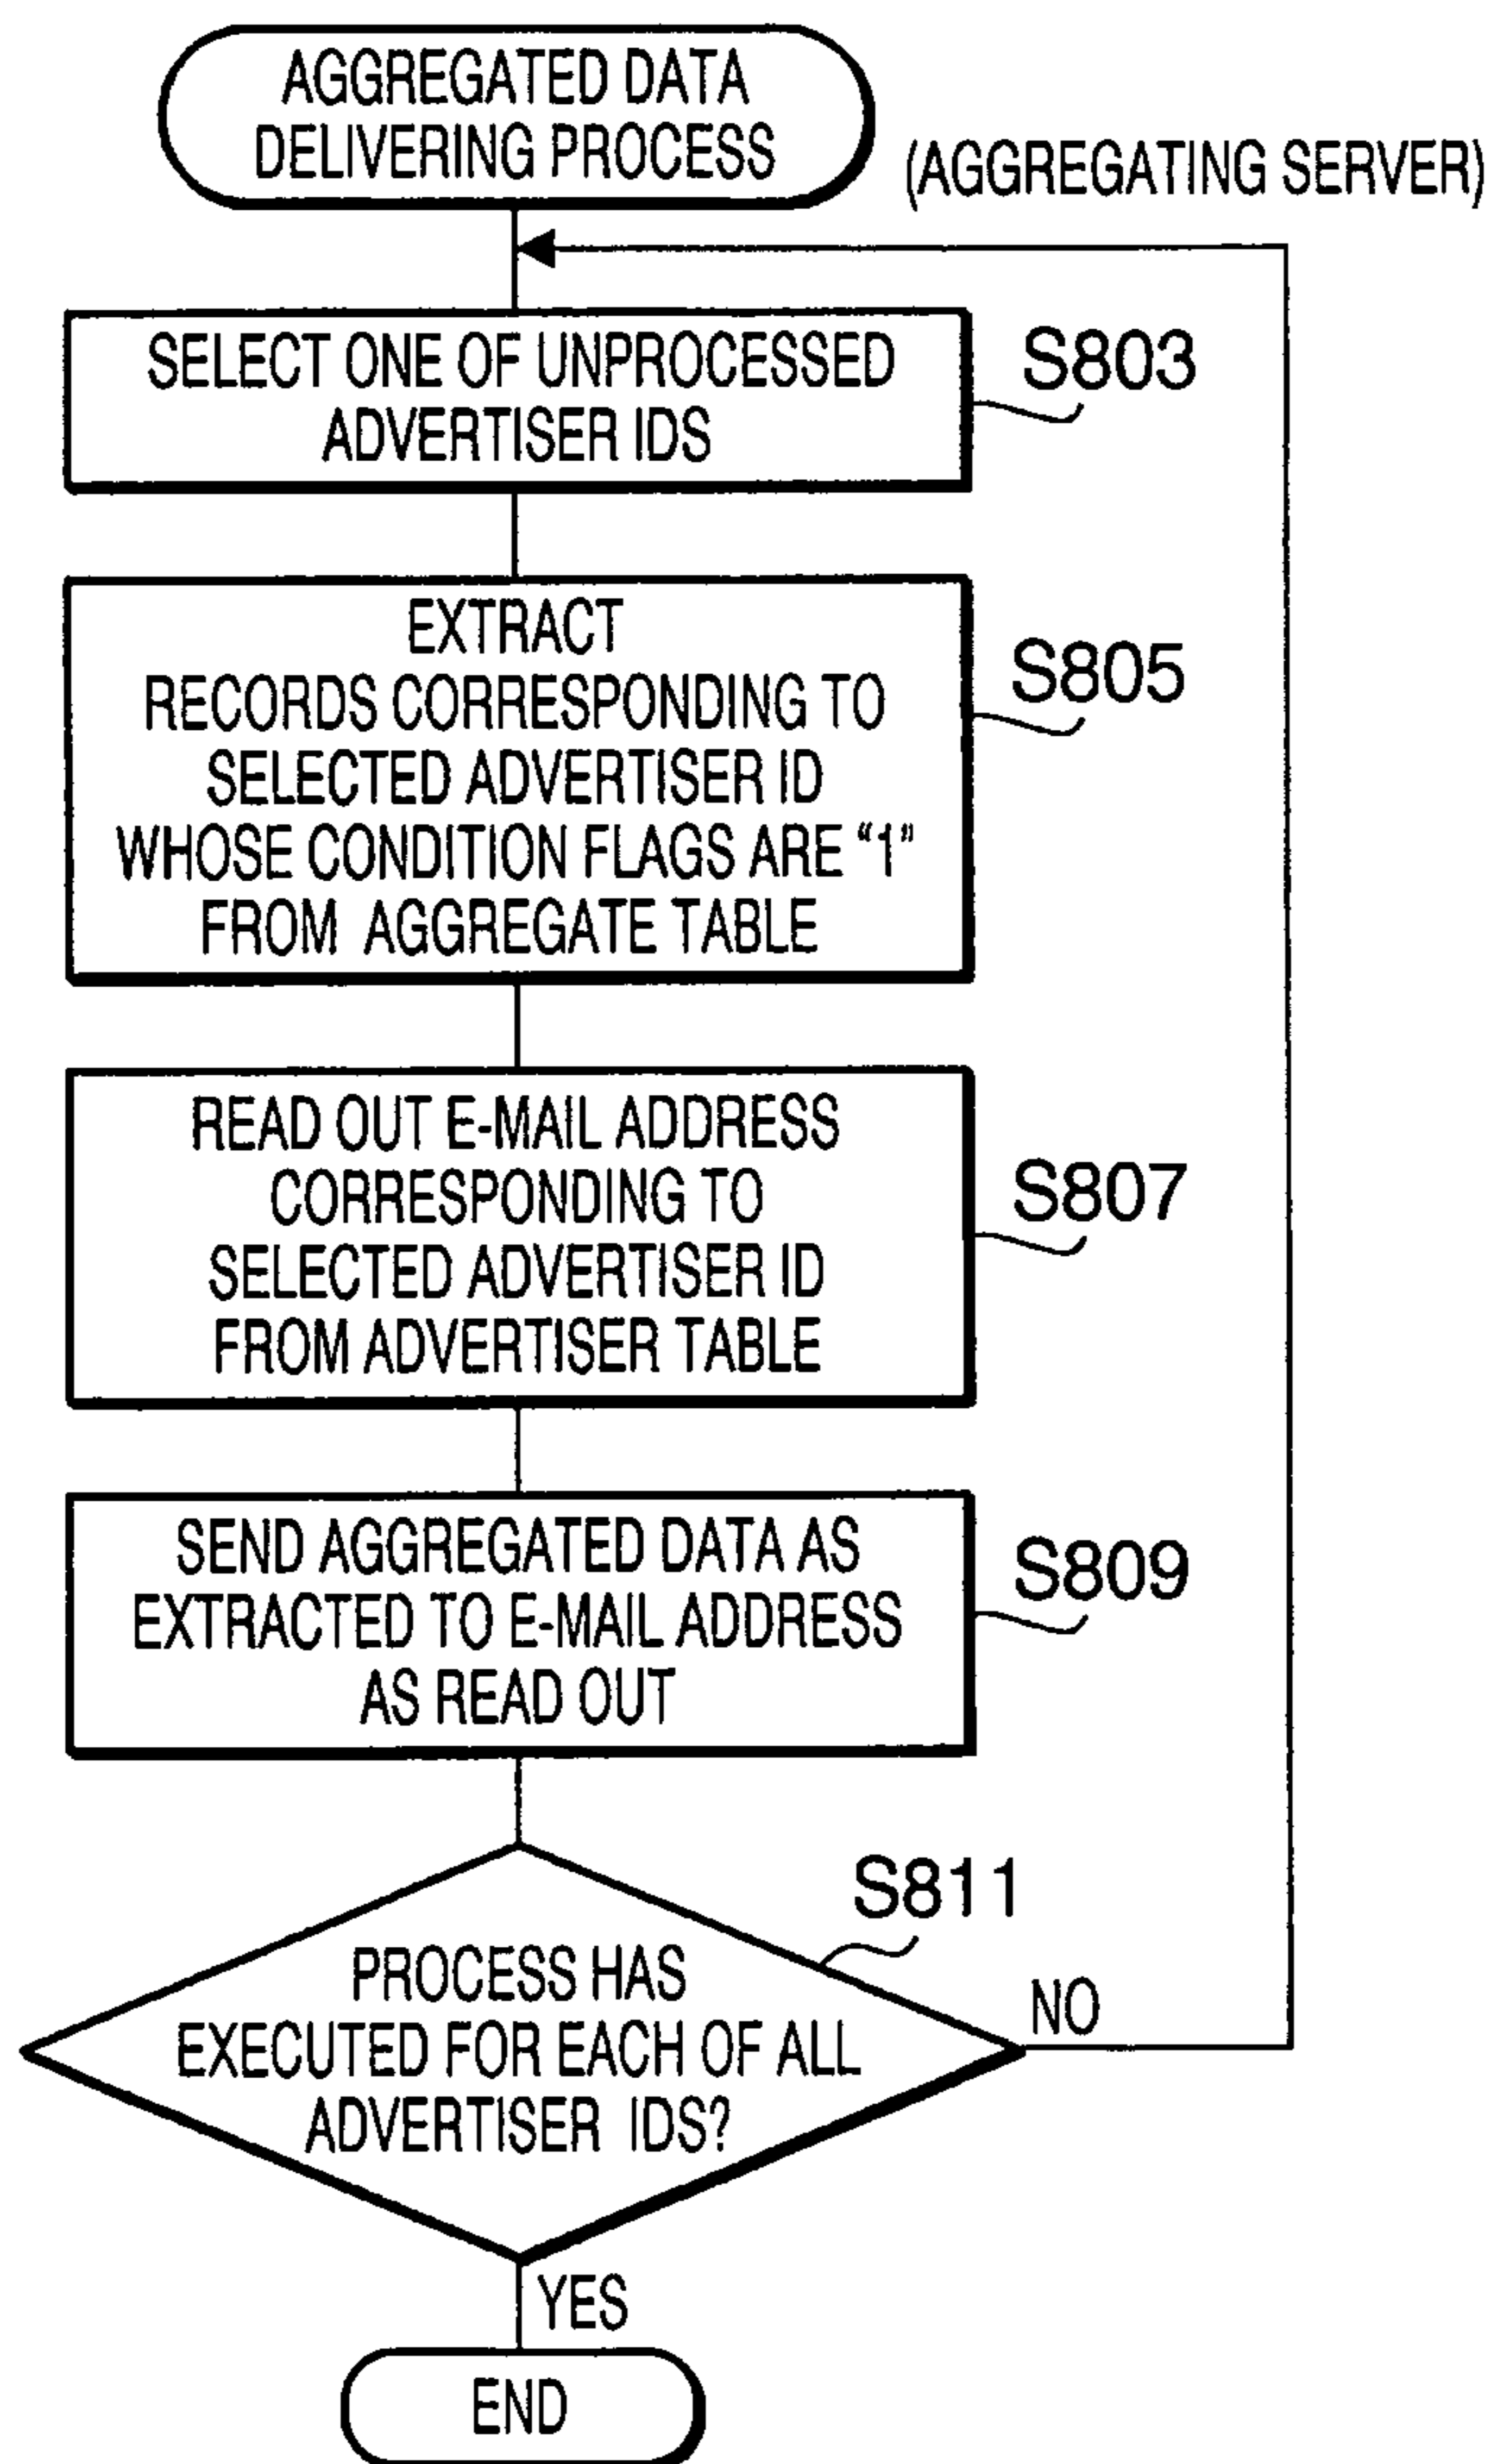 AGGREGATED DATA
DELIVERING PROCESS
(AGGREGATING SERVER)
SELECT ONE OF UNPROCESSED
ADVERTISER IDS
S803
EXTRACT
RECORDS CORRESPONDING TO
SELECTED ADVERTISER ID
WHOSE CONDITION FLAGS ARE “1”
FROM AGGREGATE TABLE
S805
READ OUT E-MAIL ADDRESS
CORRESPONDING TO
SELECTED ADVERTISER ID
FROM ADVERTISER TABLE
S807
SEND AGGREGATED DATA AS
EXTRACTED TO E-MAIL ADDRESS
AS READ OUT
S809
S811
PROCESS HAS
EXECUTED FOR EACH OF ALL
ADVERTISER IDS?
NO
YES
END